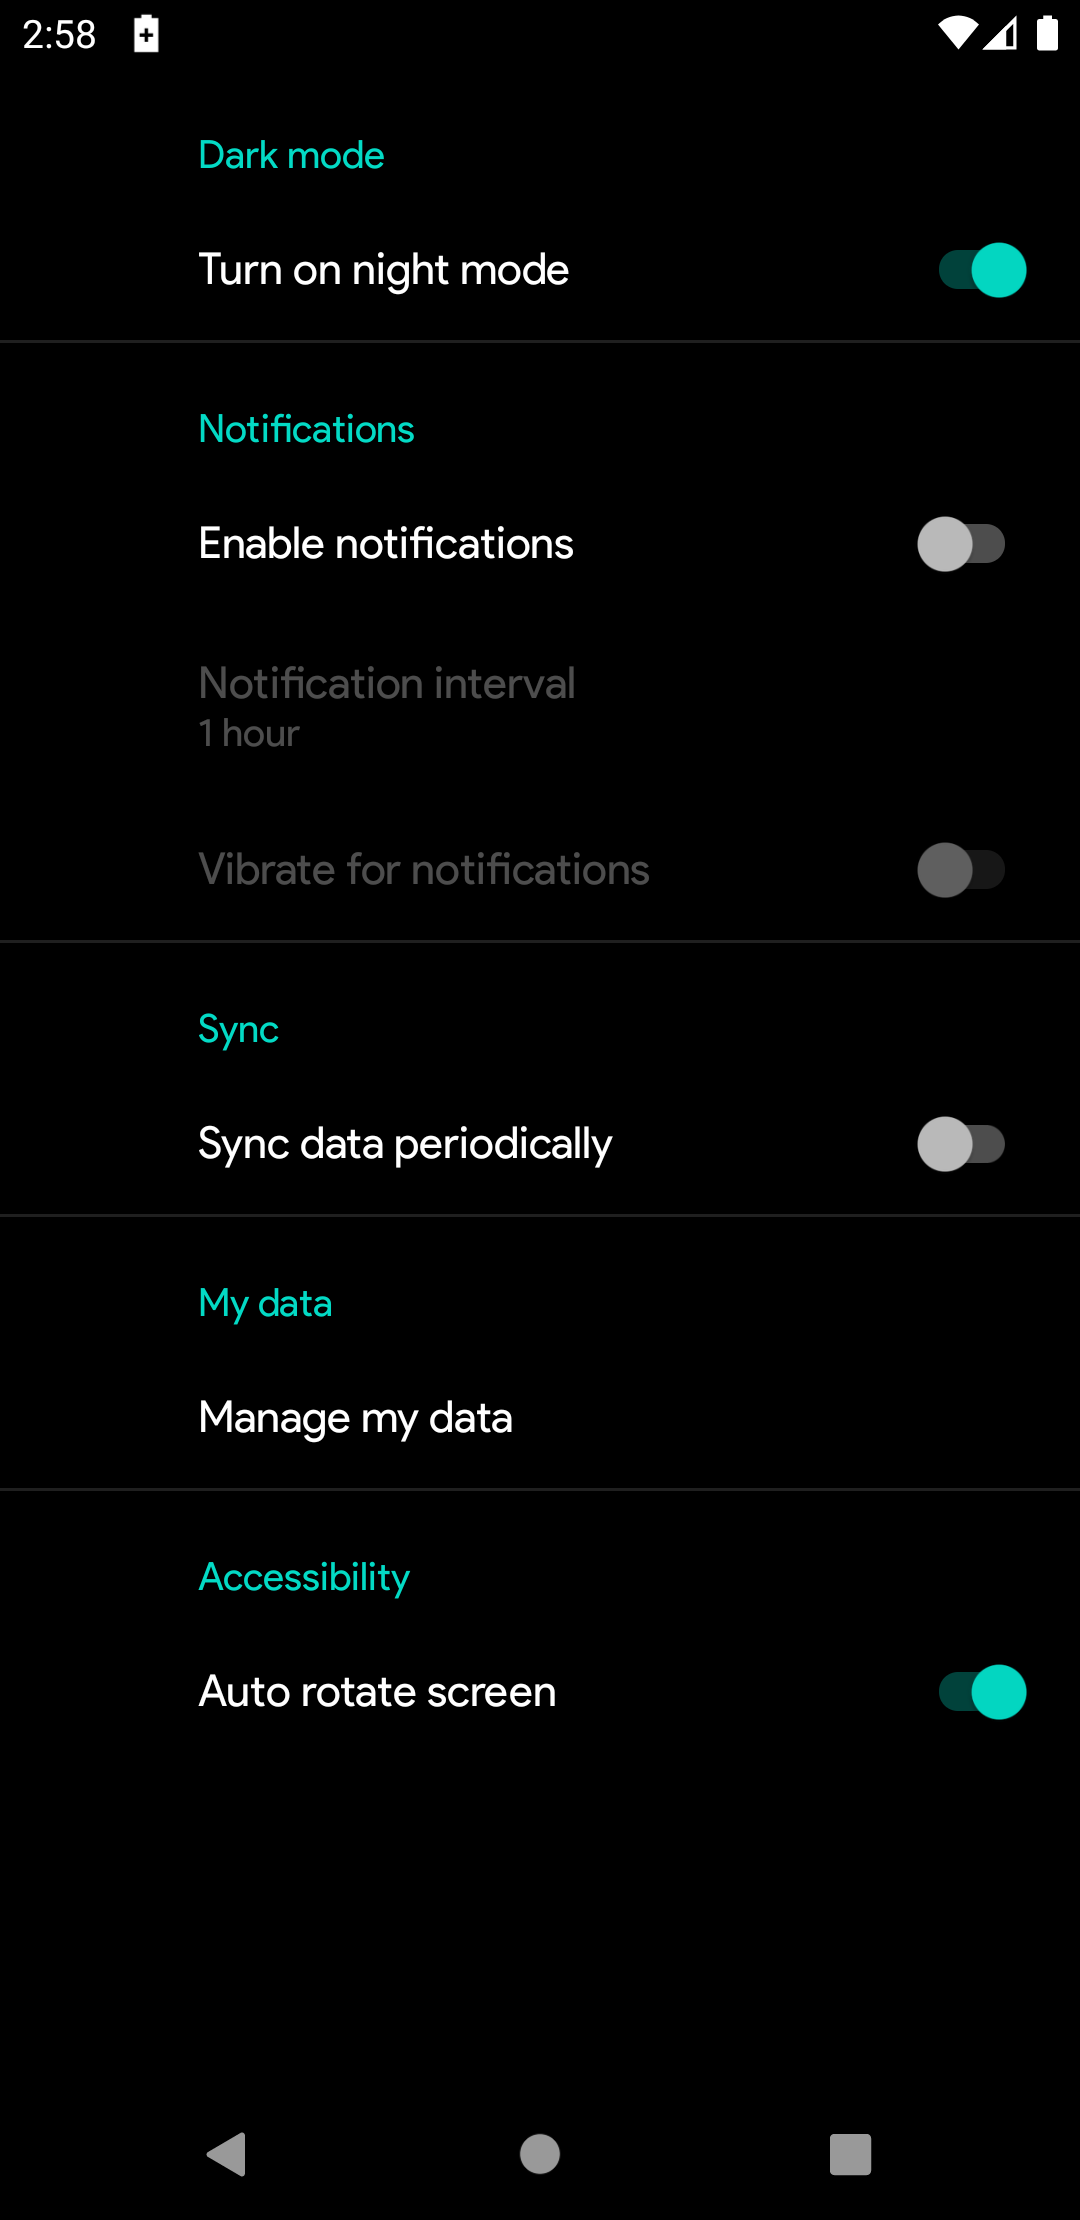 2:58
Dark mode
Turn on night mode
Notifications
Enable notifications
Notification interval
1 hour
Vibrate for notifications
Sync
Sync data periodically
My data
Manage my data
Accessibility
Auto rotate screen